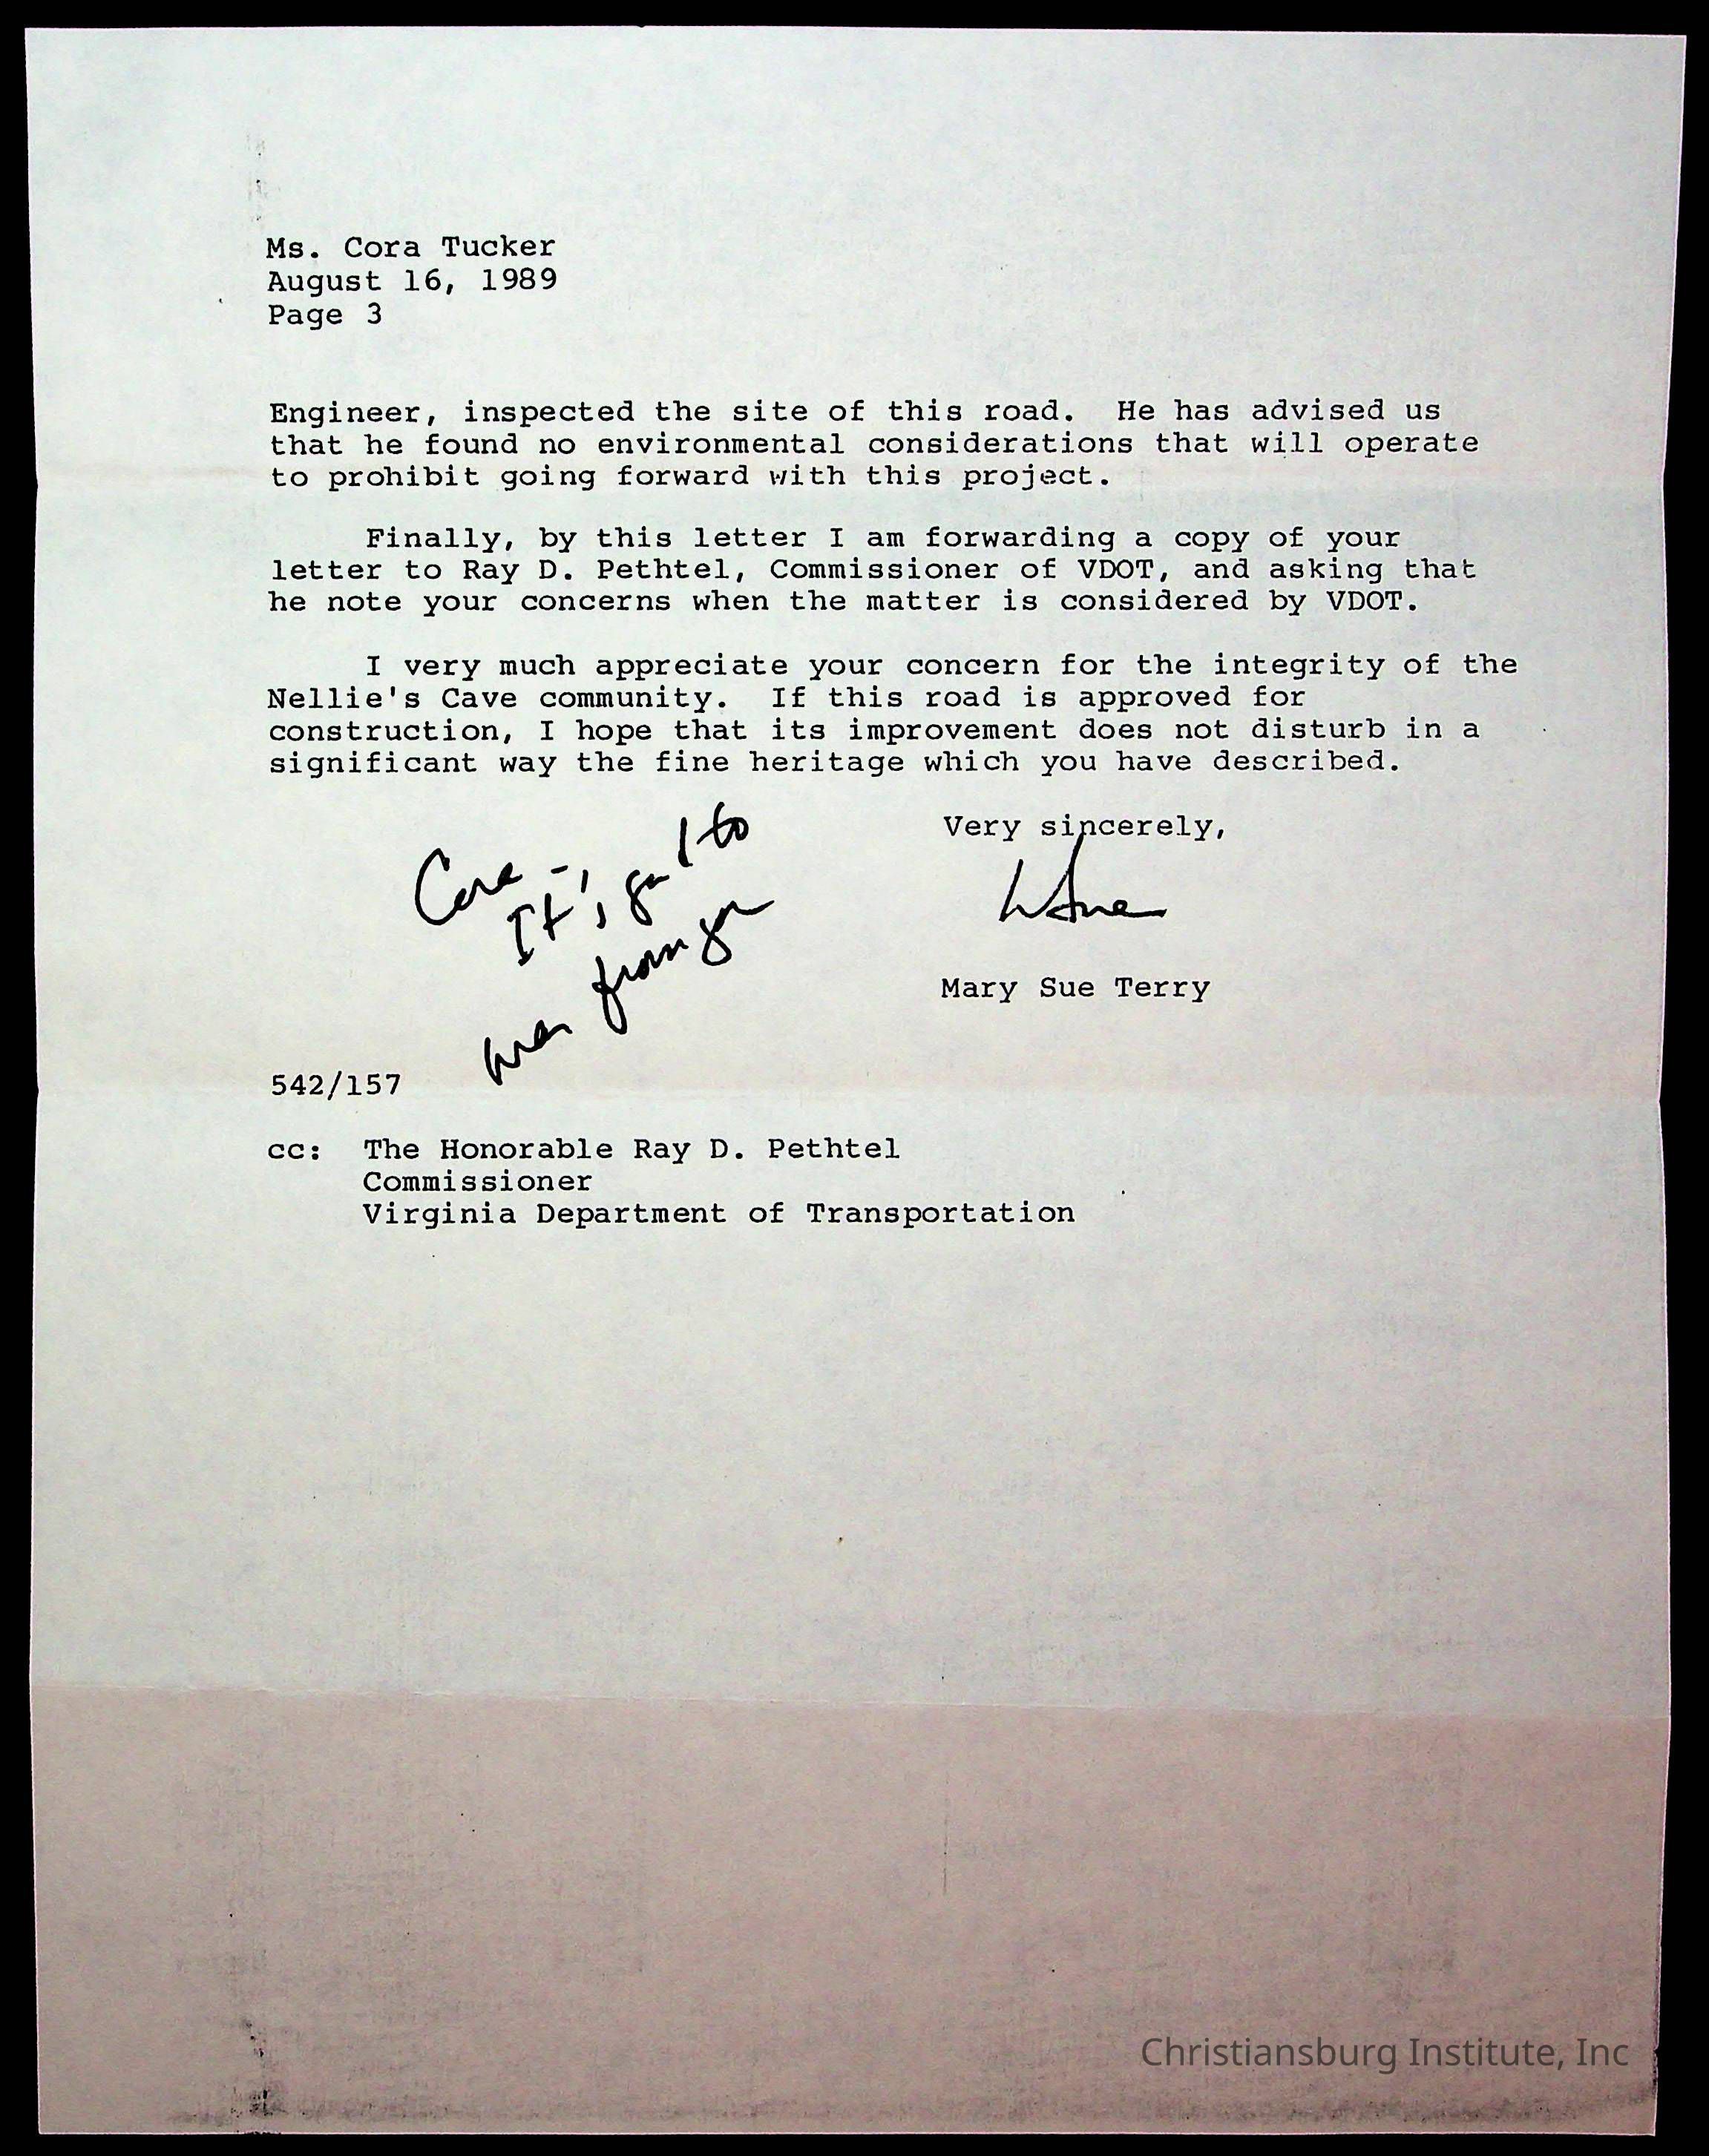 Ms. Cora Tucker
August 16, 1989
Page 3
Engineer, inspected the site of this road. He has advised us
that he found no environmental considerations that will operate
to prohibit going forward with this project.
Finally, by this letter I am forwarding a copy of your
letter to Ray D. Pethtel, Commissioner of VDOT, and asking that
he note your concerns when the matter is considered by VDOT.
I very much appreciate your concern for the integrity of the
Nellie's Cave community. If this road is approved for
construction, I hope that its improvement does not disturb in a
significant way the fine heritage which you have described.
Very sincerely,
Cora -
It's to
from you
Mary Sue Terry
542/157
cc: The Honorable Ray D. Pethtel
Commissioner
Virginia Department of Transportation
Christiansburg Institute, Inc